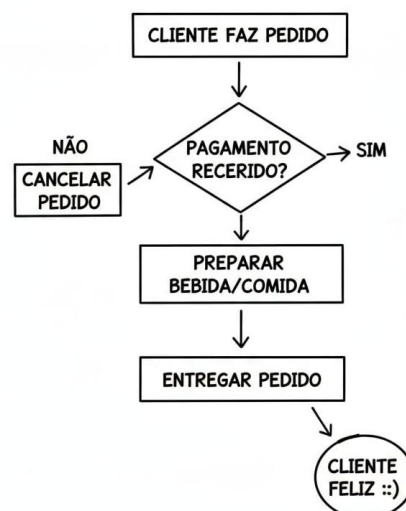 CLIENTE FAZ PEDIDO
NÃO
CANCELAR
PEDIDO
PAGAMENTO
RECERIDO?
SIM
PREPARAR
BEBIDA/COMIDA
ENTREGAR PEDIDO
CLIENTE
FELIZ ::)